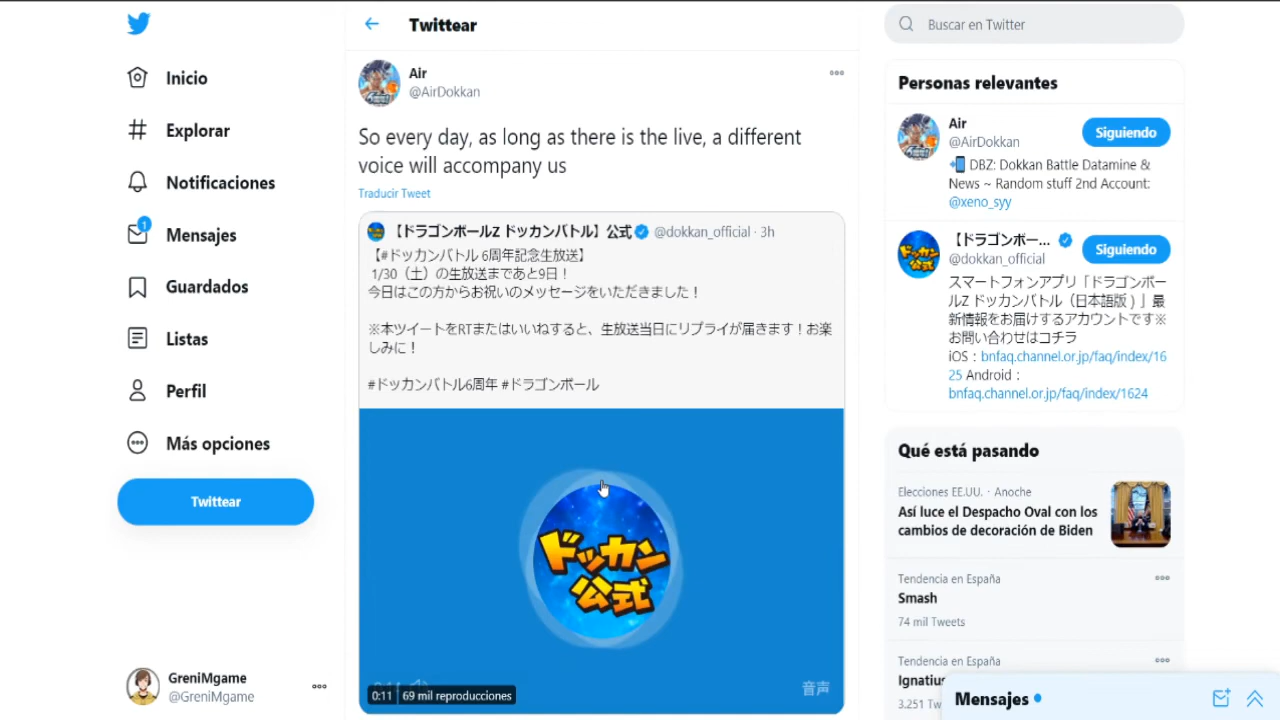 Inicio
Explorar
Notificaciones
1
Mensajes
Guardados
Listas
Perfil
Más opciones
Twittear
GreniMgame
@GreniMgame
Twittear
Air
@AirDokkan
So every day, as long as there is the live, a different
voice will accompany us
Traducir Tweet
【ドラゴンボールZ ドッカンバトル】公式 @dokkan_official · 3h
【#ドッカンバトル 6周年記念生放送】
1/30（土）の生放送まであと9日！
今日はこの方からお祝いのメッセージをいただきました！
※本ツイートをRTまたはいいねすると、生放送当日にリプライが届きます！お楽
しみに！
#ドッカンバトル6周年 #ドラゴンボール
ドッカン
公式
0:11 69 mil reproducciones
音声
Buscar en Twitter
Personas relevantes
Air
@AirDokkan
Siguiendo
DBZ: Dokkan Battle Datamine &
News ~ Random stuff 2nd Account:
@xeno_syy
【ドラゴンボー...
@dokkan_official
Siguiendo
スマートフォンアプリ「ドラゴンボー
ルZ ドッカンバトル（日本語版）」最
新情報をお届けするアカウントです※
お問い合わせはコチラ
iOS：bnfaq.channel.or.jp/faq/index/16
25 Android：
bnfaq.channel.or.jp/faq/index/1624
Qué está pasando
Elecciones EE.UU. · Anoche
Así luce el Despacho Oval con los
cambios de decoración de Biden
Tendencia en España
Smash
74 mil Tweets
Tendencia en España
Ignatius
3.251 Tw
Mensajes